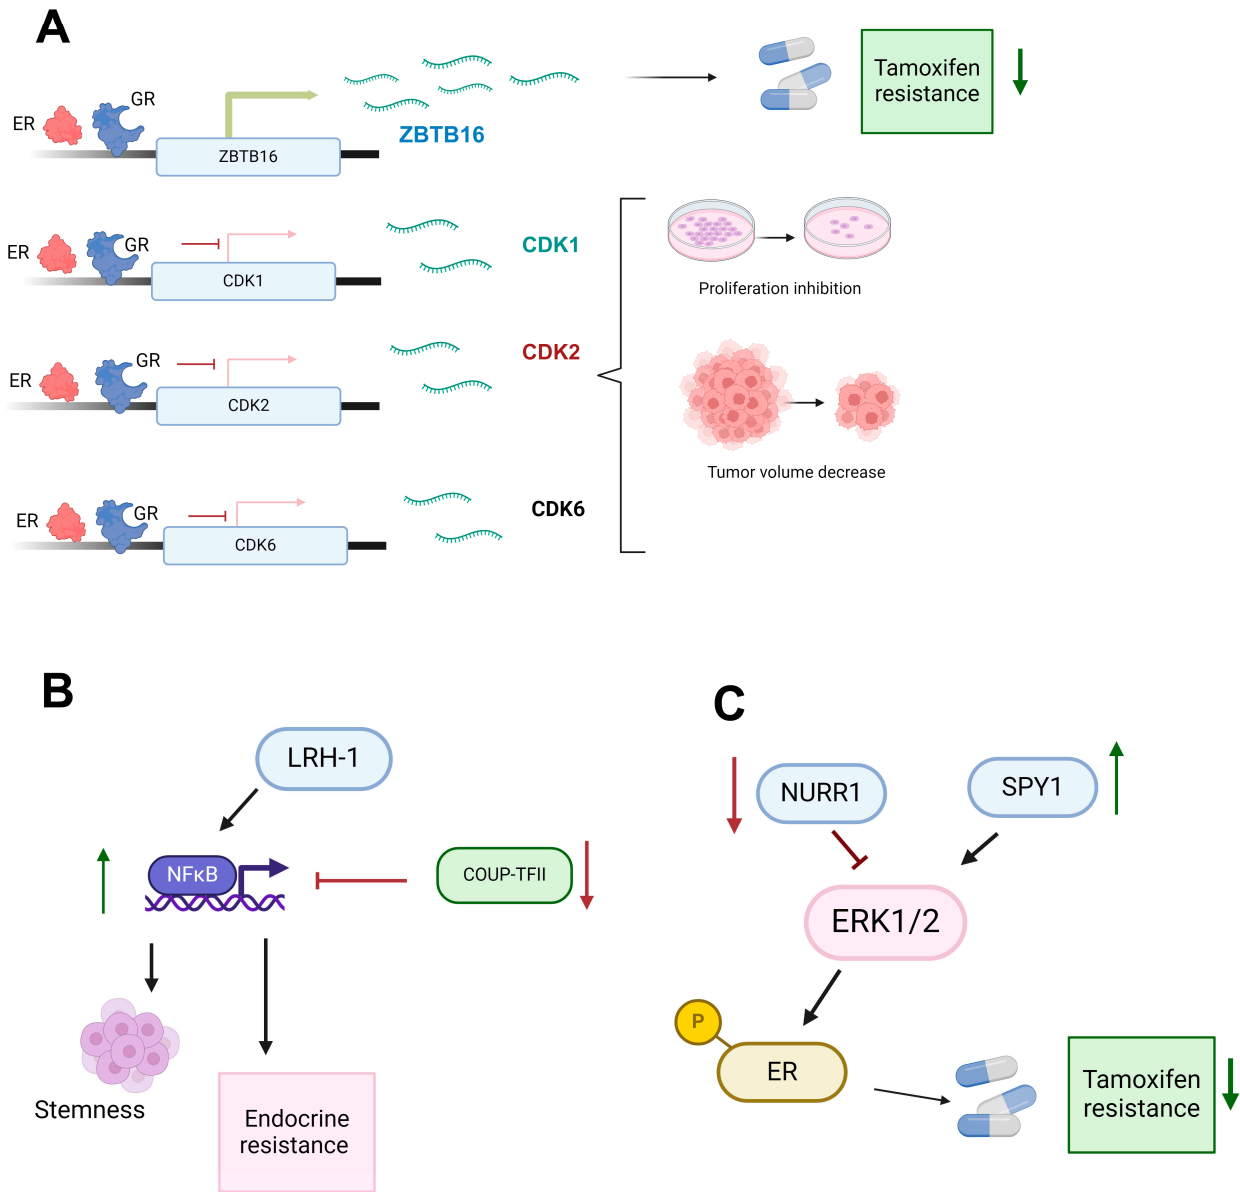 A
GR
ER
ZBTB16
ZBTB16
Tamoxifen
resistance
ER
GR
CDK1
CDK1
Proliferation inhibition
ER
GR
CDK2
CDK2
Tumor volume decrease
ER
GR
CDK6
CDK6
B
LRH-1
NFκB
COUP-TFII
Stemness
Endocrine
resistance
C
NURR1
SPY1
ERK1/2
P
ER
Tamoxifen
resistance